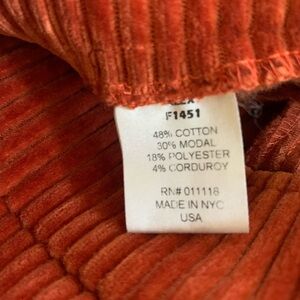 F1451
48% COTTON
30% MODAL
18% POLYESTER
4% CORDUROY
RN# 011118
MADE IN NYC
USA